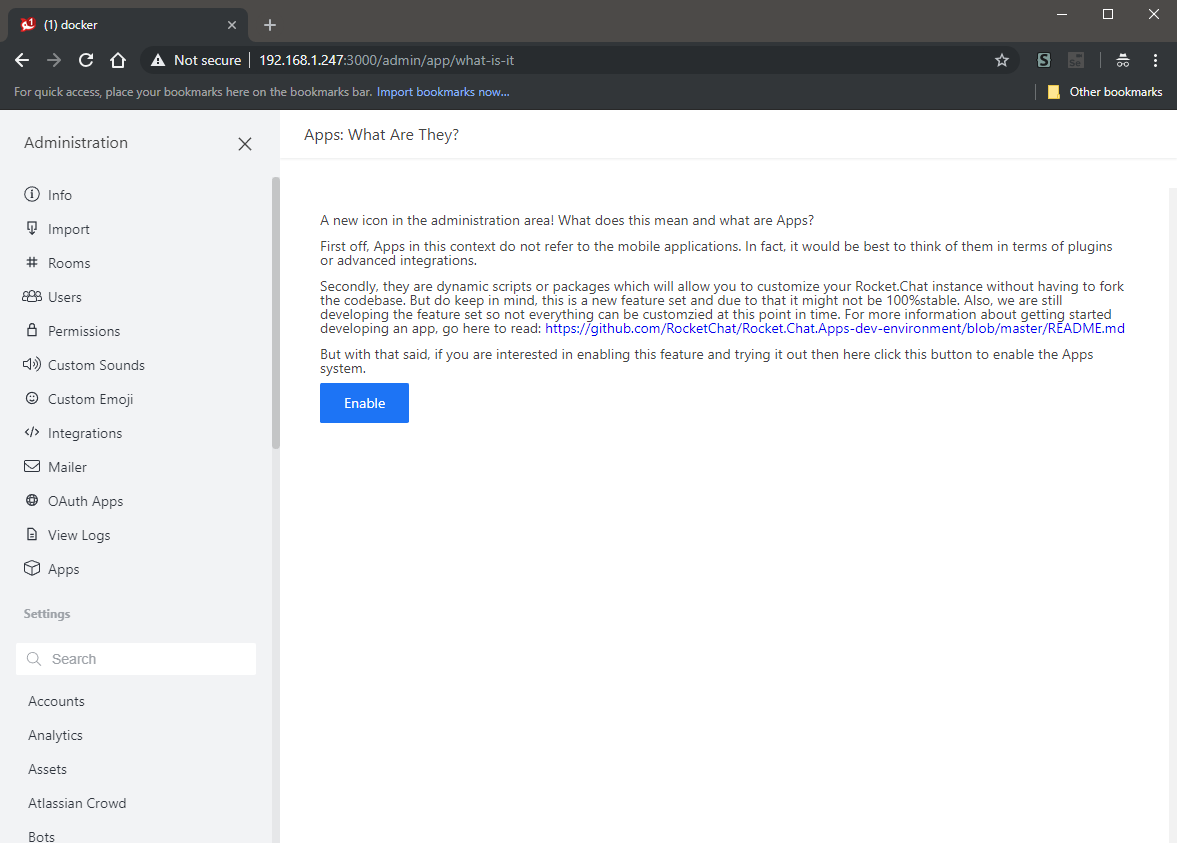 (1) docker
Not secure
192.168.1.247:3000/admin/app/what-is-it
For quick access, place your bookmarks here on the bookmarks bar. Import bookmarks now...
Other bookmarks
Administration
Info
Import
Rooms
Users
Permissions
Custom Sounds
Custom Emoji
Integrations
Mailer
OAuth Apps
View Logs
Apps
Settings
Search
Accounts
Analytics
Assets
Atlassian Crowd
Bots
Apps: What Are They?
A new icon in the administration area! What does this mean and what are Apps?
First off, Apps in this context do not refer to the mobile applications. In fact, it would be best to think of them in terms of plugins
or advanced integrations.
Secondly, they are dynamic scripts or packages which will allow you to customize your Rocket.Chat instance without having to fork
the codebase. But do keep in mind, this is a new feature set and due to that it might not be 100%stable. Also, we are still
developing the feature set so not everything can be customzied at this point in time. For more information about getting started
developing an app, go here to read: https://github.com/RocketChat/Rocket.Chat.Apps-dev-environment/blob/master/README.md
But with that said, if you are interested in enabling this feature and trying it out then here click this button to enable the Apps
system.
Enable